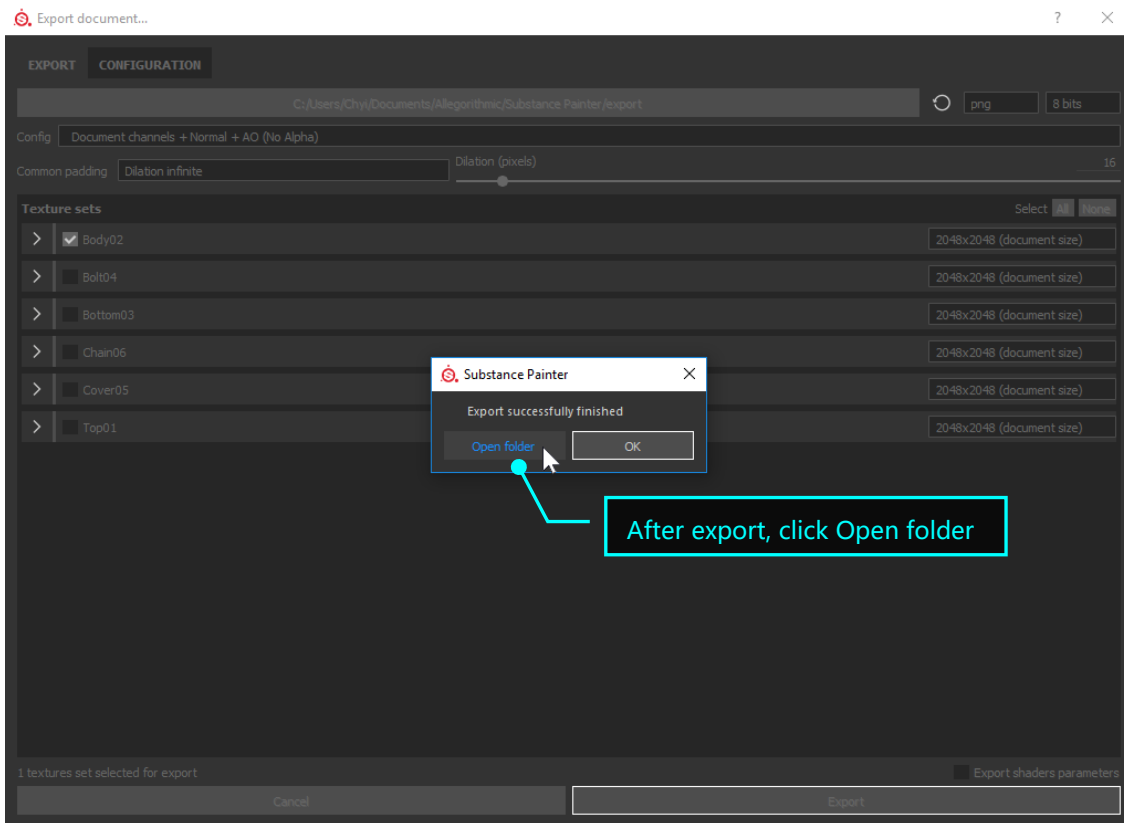 Export document...
EXPORT CONFIGURATION
C:/Users/Chyi/Documents/Allegorithmic/Substance Painter/export png 8 bits
Config Document channels + Normal + AO (No Alpha)
Common padding Dilation infinite Dilation (pixels) 16
Texture sets Select All None
Body02 2048x2048 (document size)
Bolt04 2048x2048 (document size)
Bottom03 2048x2048 (document size)
Chain06 2048x2048 (document size)
Cover05 2048x2048 (document size)
Top01 2048x2048 (document size)
Substance Painter
Export successfully finished
Open folder OK
After export, click Open folder
1 textures set selected for export Export shaders parameters
Cancel Export